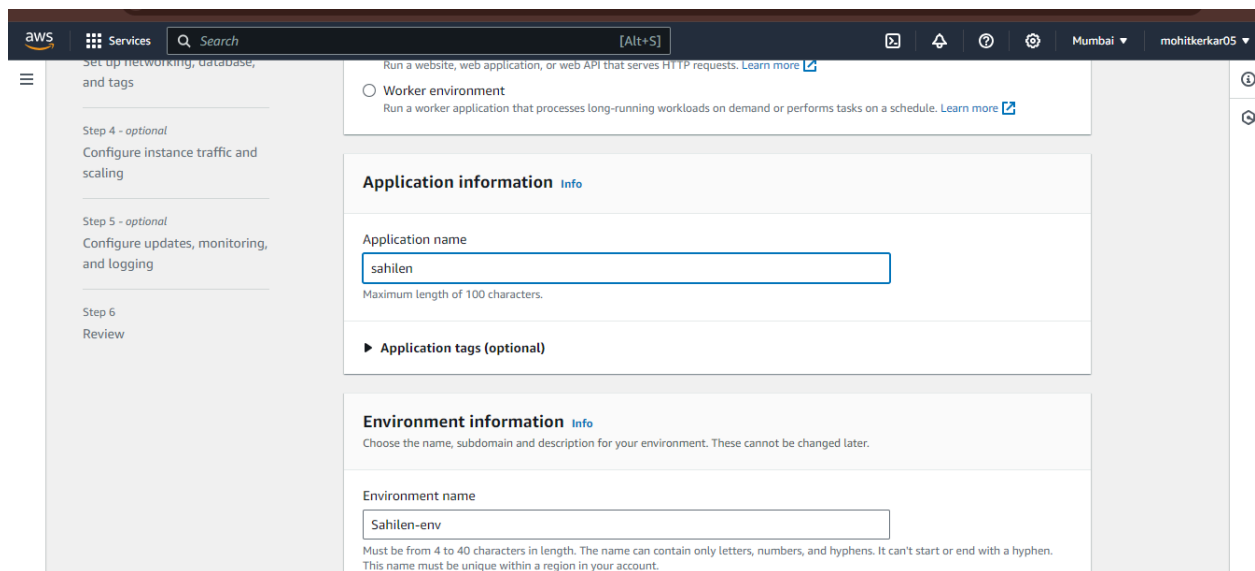 aws
Services
Search
[Alt+S]
Mumbai
mohitkerkar05
Set up networking, database,
and tags
Step 4 - optional
Configure instance traffic and
scaling
Step 5 - optional
Configure updates, monitoring,
and logging
Step 6
Review
Run a website, web application, or web API that serves HTTP requests. Learn more
Worker environment
Run a worker application that processes long-running workloads on demand or performs tasks on a schedule. Learn more
Application information Info
Application name
sahilen
Maximum length of 100 characters.
Application tags (optional)
Environment information Info
Choose the name, subdomain and description for your environment. These cannot be changed later.
Environment name
Sahilen-env
Must be from 4 to 40 characters in length. The name can contain only letters, numbers, and hyphens. It can't start or end with a hyphen.
This name must be unique within a region in your account.